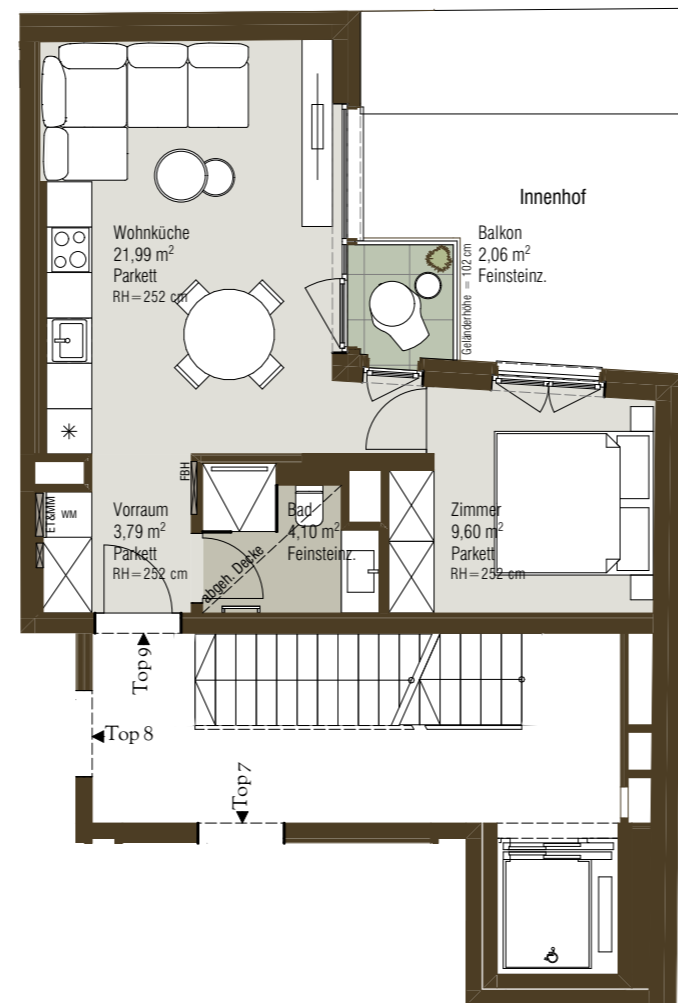 Innenhof
Wohnküche
21,99 m²
Parkett
RH=252 cm
Balkon
2,06 m²
Feinsteinz.
Geländerhöhe = 102 cm
FBH
ET&MM
WM
Vorraum
3,79 m²
Parkett
RH=252 cm
Bad
4,10 m²
Feinsteinz.
abgeh. Decke
Zimmer
9,60 m²
Parkett
RH=252 cm
Top 9
Top 8
Top 7